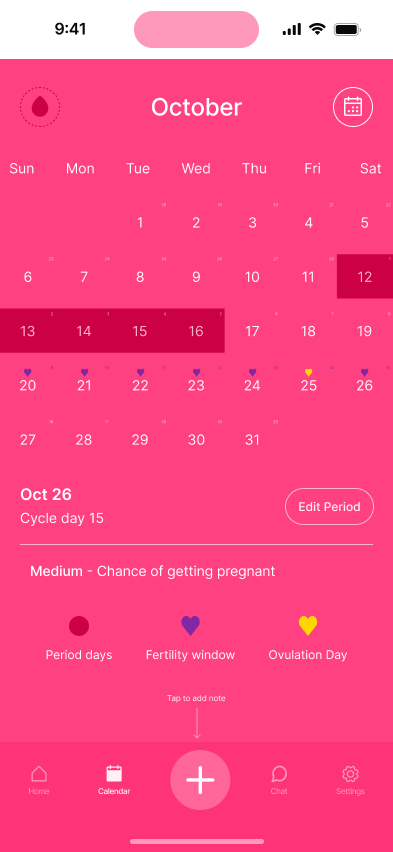 9:41
October
Sun Mon Tue Wed Thu Fri Sat
1 2 3 4 5
6 7 8 9 10 11 12
13 14 15 16 17 18 19
20 21 22 23 24 25 26
27 28 29 30 31
Oct 26
Cycle day 15
Edit Period
Medium - Chance of getting pregnant
Period days Fertility window Ovulation Day
Tap to add note
Home Calendar Chat Settings